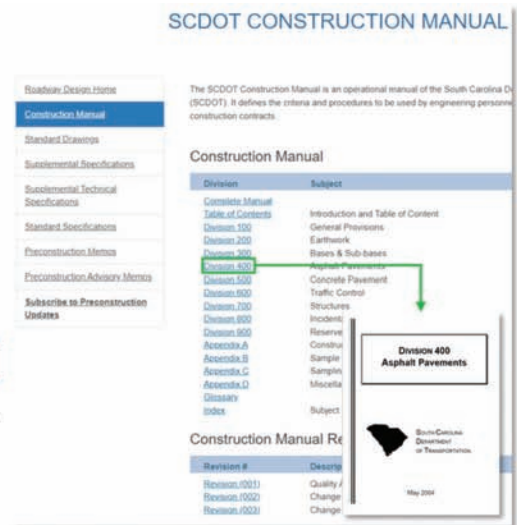 SCDOT CONSTRUCTION MANUAL
Roadway Design Home
Construction Manual
Standard Drawings
Supplemental Specifications
Supplemental Technical
Specifications
Standard Specifications
Preconstruction Memos
Preconstruction Advisory Memos
Subscribe to Preconstruction
Updates
The SCDOT Construction Manual is an operational manual of the South Carolina D
(SCDOT). It defines the criteria and procedures to be used by engineering personne
construction contracts.
Construction Manual
Division Subject
Complete Manual
Table of Contents Introduction and Table of Content
Division 100 General Provisions
Division 200 Earthwork
Division 300 Bases & Sub-bases
Division 400 Asphalt Pavements
Division 500 Concrete Pavement
Division 600 Traffic Control
Division 700 Structures
Division 800 Incidenta
Division 900 Reserve
Appendix A Construc
Appendix B Sample
Appendix C Samplin
Appendix D Miscella
Glossary
Index Subject
Construction Manual Re
Revision # Descrip
Revision (001) Quality A
Revision (002) Change
Revision (003) Change
DIVISION 400
Asphalt Pavements
SOUTH CAROLINA
DEPARTMENT
OF TRANSPORTATION
May 2004